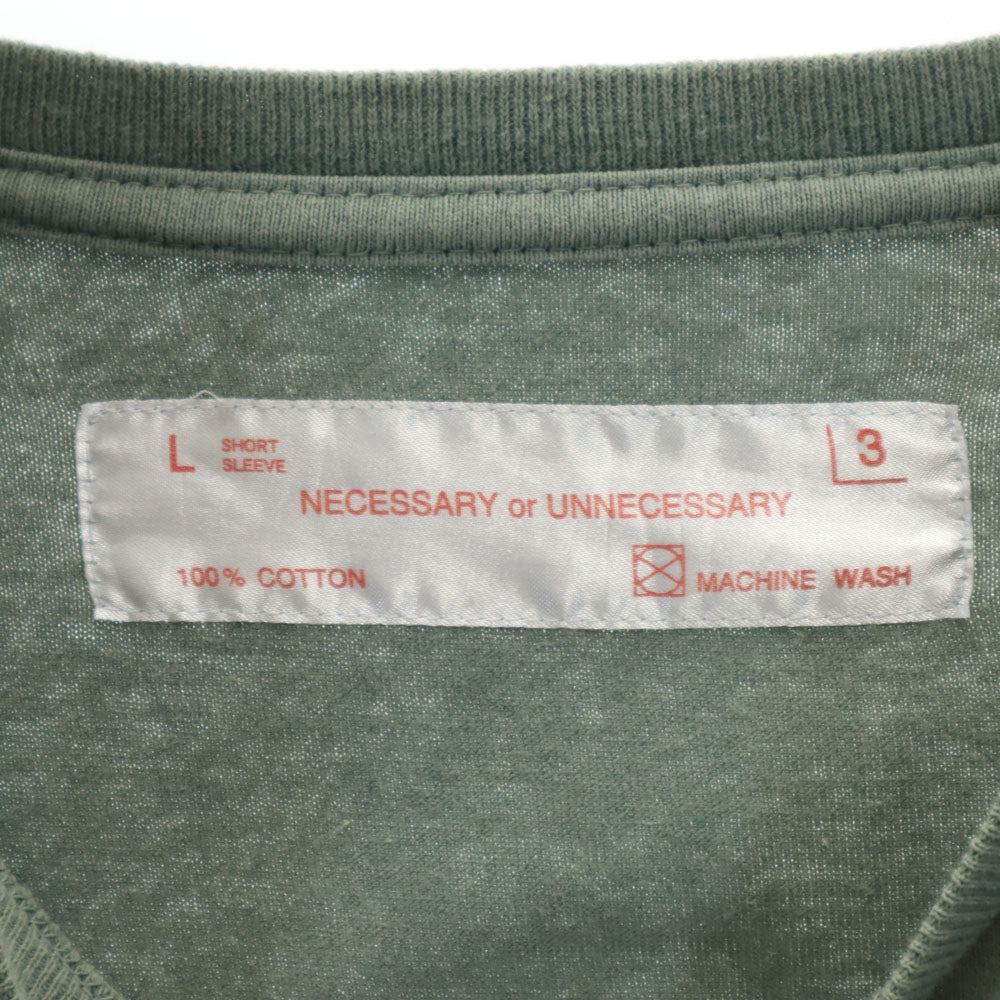 L SHORT SLEEVE
3
NECESSARY or UNNECESSARY
100% COTTON
MACHINE WASH